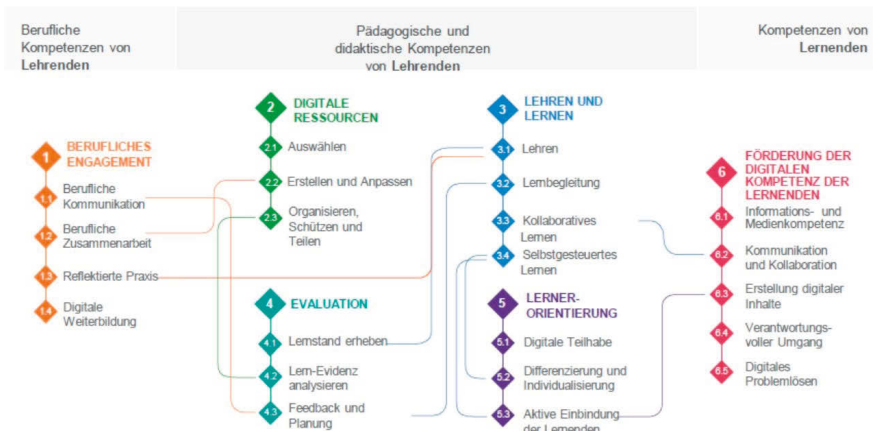 Berufliche
Kompetenzen von
Lehrenden
Pädagogische und
didaktische Kompetenzen
von Lehrenden
Kompetenzen von
Lernenden
1
BERUFLICHES
ENGAGEMENT
1.1
Berufliche
Kommunikation
1.2
Berufliche
Zusammenarbeit
1.3
Reflektierte Praxis
1.4
Digitale
Weiterbildung
2
DIGITALE
RESSOURCEN
2.1
Auswählen
2.2
Erstellen und Anpassen
2.3
Organisieren,
Schützen und
Teilen
4
EVALUATION
4.1
Lernstand erheben
4.2
Lern-Evidenz
analysieren
4.3
Feedback und
Planung
3
LEHREN UND
LERNEN
3.1
Lehren
3.2
Lernbegleitung
3.3
Kollaboratives
Lernen
3.4
Selbstgesteuertes
Lernen
5
LERNER-
ORIENTIERUNG
5.1
Digitale Teilhabe
5.2
Differenzierung und
Individualisierung
5.3
Aktive Einbindung
der Lernenden
6
FÖRDERUNG DER
DIGITALEN
KOMPETENZ DER
LERNENDEN
6.1
Informations- und
Medienkompetenz
6.2
Kommunikation
und Kollaboration
6.3
Erstellung digitaler
Inhalte
6.4
Verantwortungs-
voller Umgang
6.5
Digitales
Problemlösen